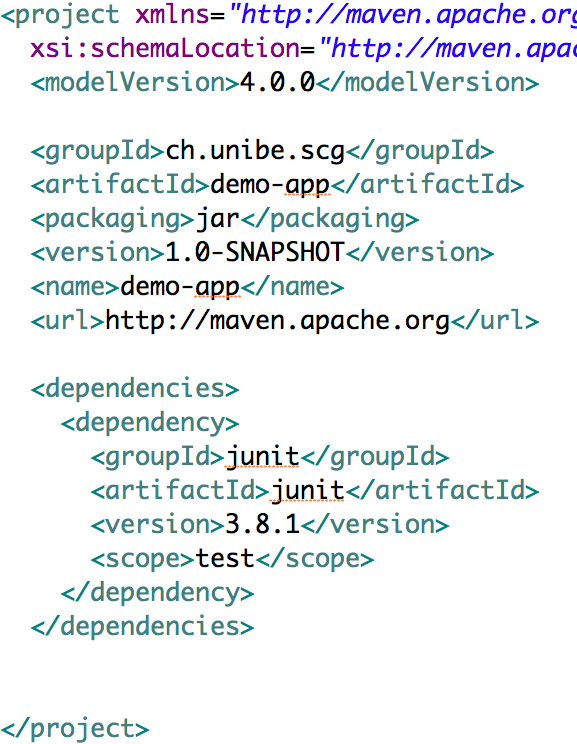 <project xmlns="http://maven.apache.org
xsi:schemaLocation="http://maven.apac
<modelVersion>4.0.0</modelVersion>
<groupId>ch.unibe.scg</groupId>
<artifactId>demo-app</artifactId>
<packaging>jar</packaging>
<version>1.0-SNAPSHOT</version>
<name>demo-app</name>
<url>http://maven.apache.org</url>
<dependencies>
<dependency>
<groupId>junit</groupId>
<artifactId>junit</artifactId>
<version>3.8.1</version>
<scope>test</scope>
</dependency>
</dependencies>
</project>